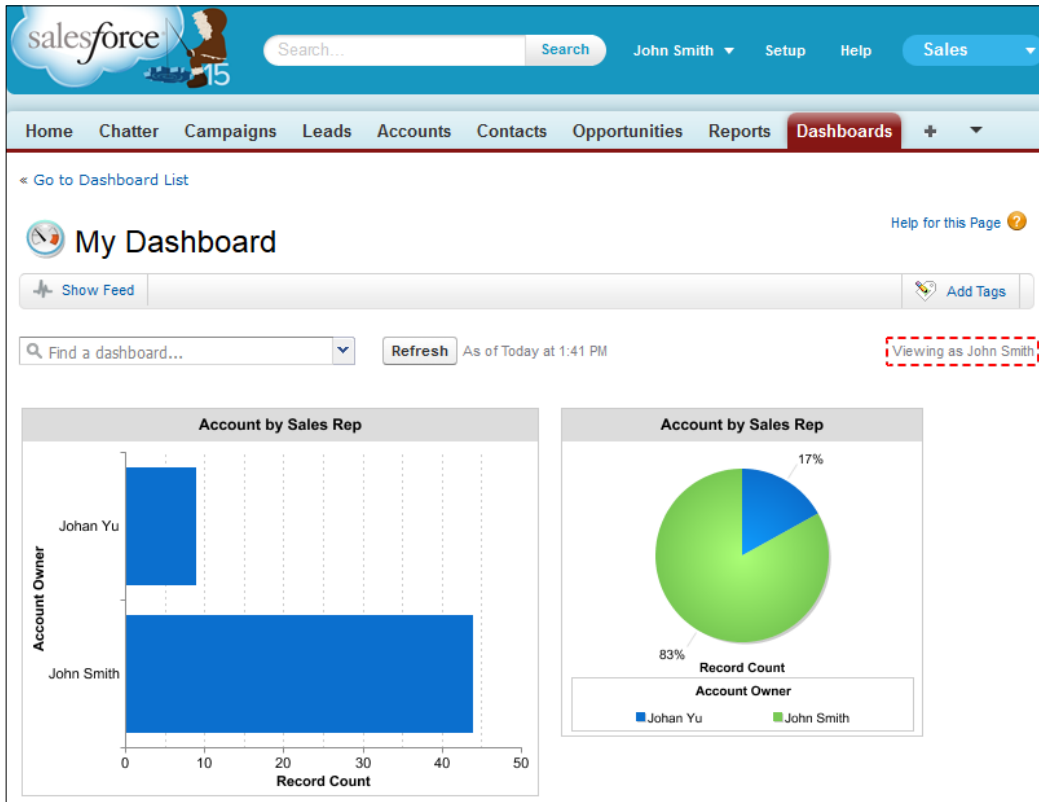 salesforce
15
Search...
Search
John Smith
Setup
Help
Sales
Home Chatter Campaigns Leads Accounts Contacts Opportunities Reports Dashboards +
« Go to Dashboard List
My Dashboard
Help for this Page ?
Show Feed
Add Tags
Find a dashboard...
Refresh As of Today at 1:41 PM
Viewing as John Smith
Account by Sales Rep
Account Owner
Johan Yu
John Smith
0 10 20 30 40 50
Record Count
Account by Sales Rep
17%
83%
Record Count
Account Owner
Johan Yu John Smith